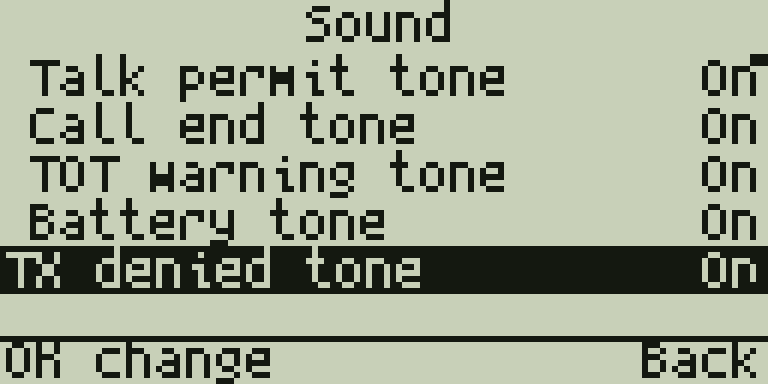 Sound
Talk permit tone On
Call end tone On
TOT warning tone On
Battery tone On
TX denied tone On
OK change Back